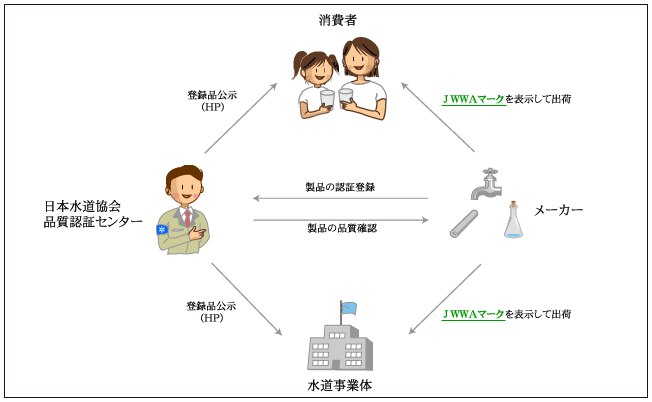 消費者
登録品公示
（HP）
ＪＷＷＡマークを表示して出荷
日本水道協会
品質認証センター
製品の認証登録
製品の品質確認
メーカー
登録品公示
（HP）
ＪＷＷＡマークを表示して出荷
水道事業体